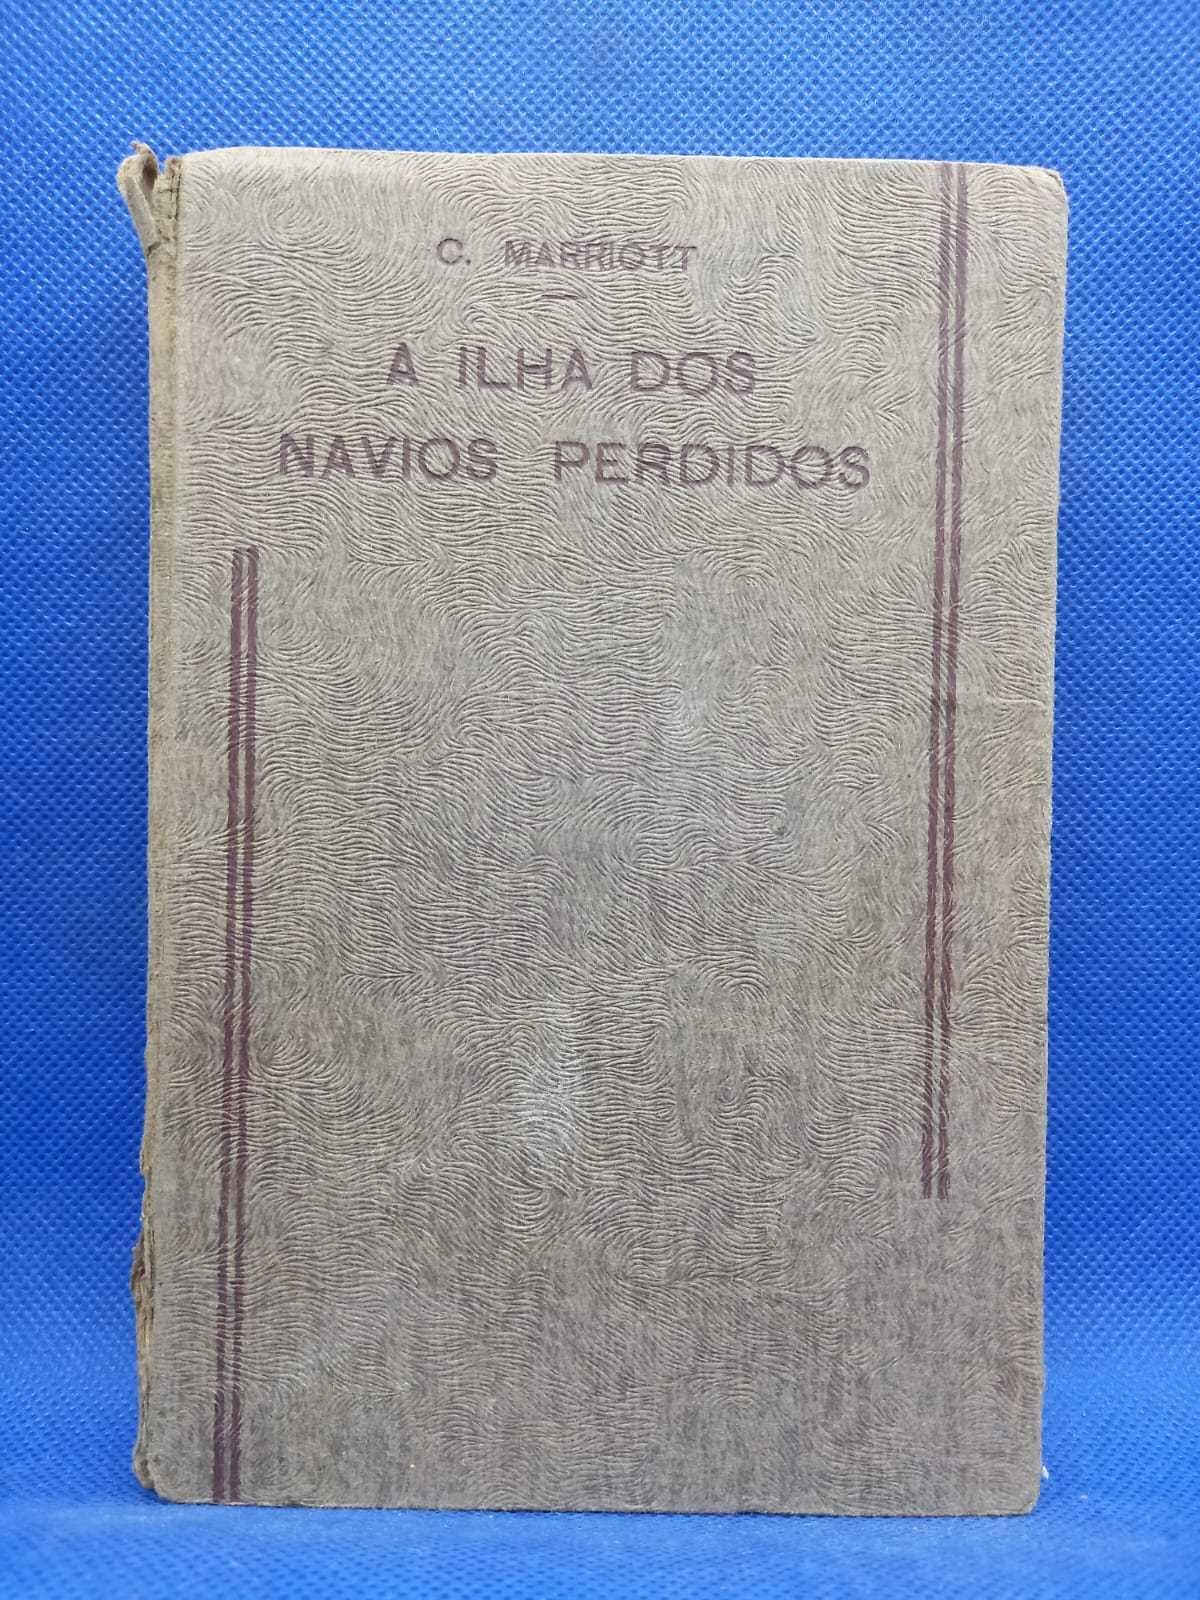 C. MARRIOTT
A ILHA DOS
NAVIOS PERDIDOS